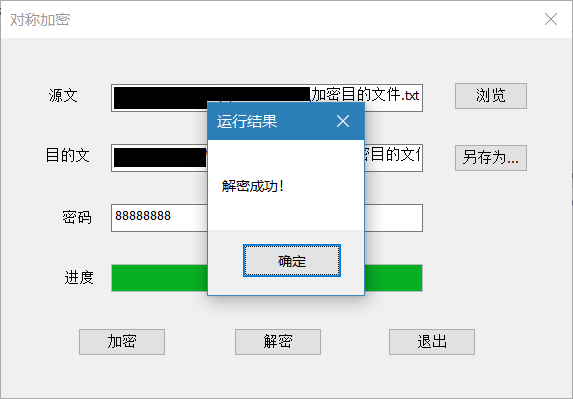 对称加密
源文
加密目的文件.txt
浏览
运行结果
目的文
密目的文件
另存为...
解密成功!
密码
88888888
确定
进度
加密
解密
退出